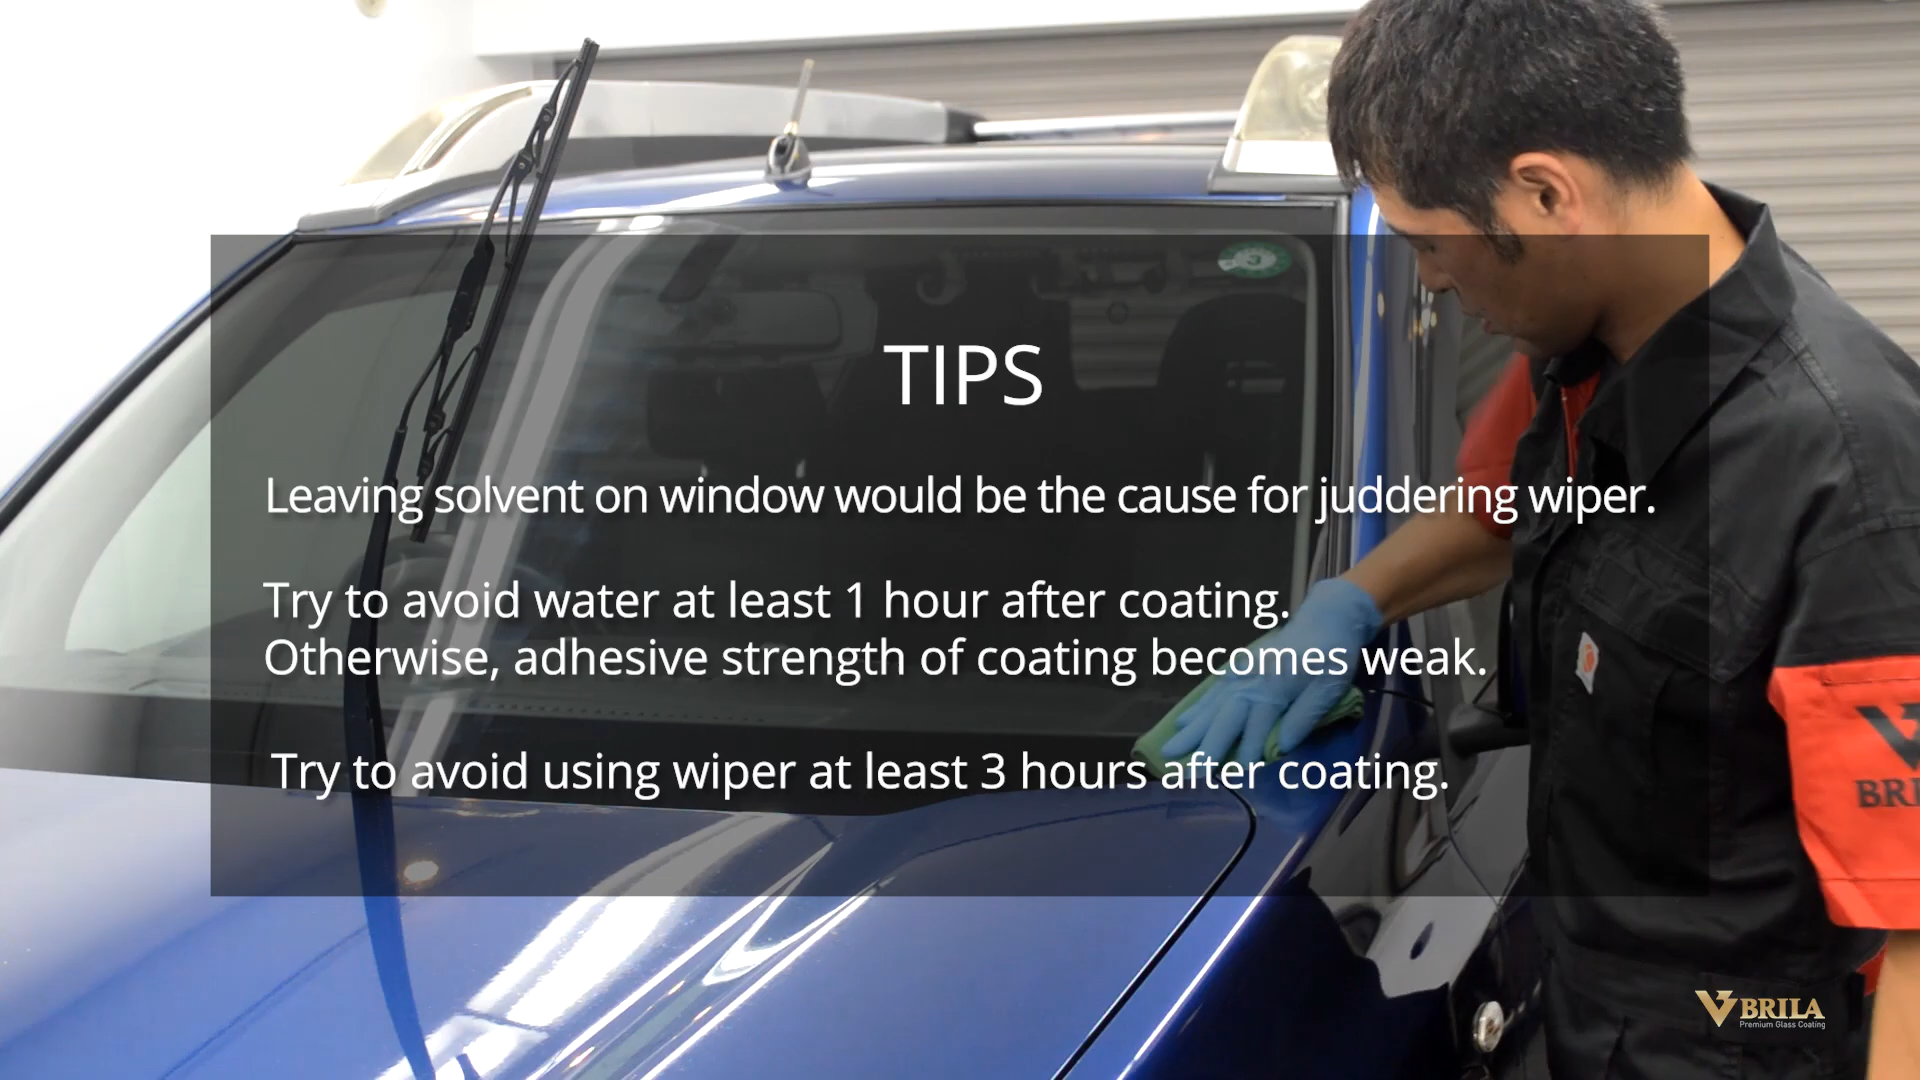 3
TIPS
Leaving solvent on window would be the cause for juddering wiper.
Try to avoid water at least 1 hour after coating.
Otherwise, adhesive strength of coating becomes weak.
Try to avoid using wiper at least 3 hours after coating.
BRILA
Premium Glass Coating